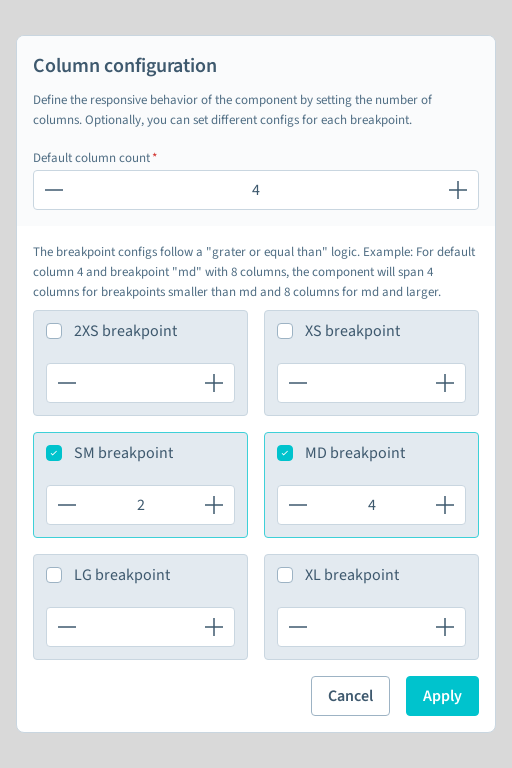 Column configuration
Define the responsive behavior of the component by setting the number of
columns. Optionally, you can set different configs for each breakpoint.
Default column count *
4
The breakpoint configs follow a "grater or equal than" logic. Example: For default
column 4 and breakpoint "md" with 8 columns, the component will span 4
columns for breakpoints smaller than md and 8 columns for md and larger.
2XS breakpoint
XS breakpoint
SM breakpoint
2
MD breakpoint
4
LG breakpoint
XL breakpoint
Cancel
Apply